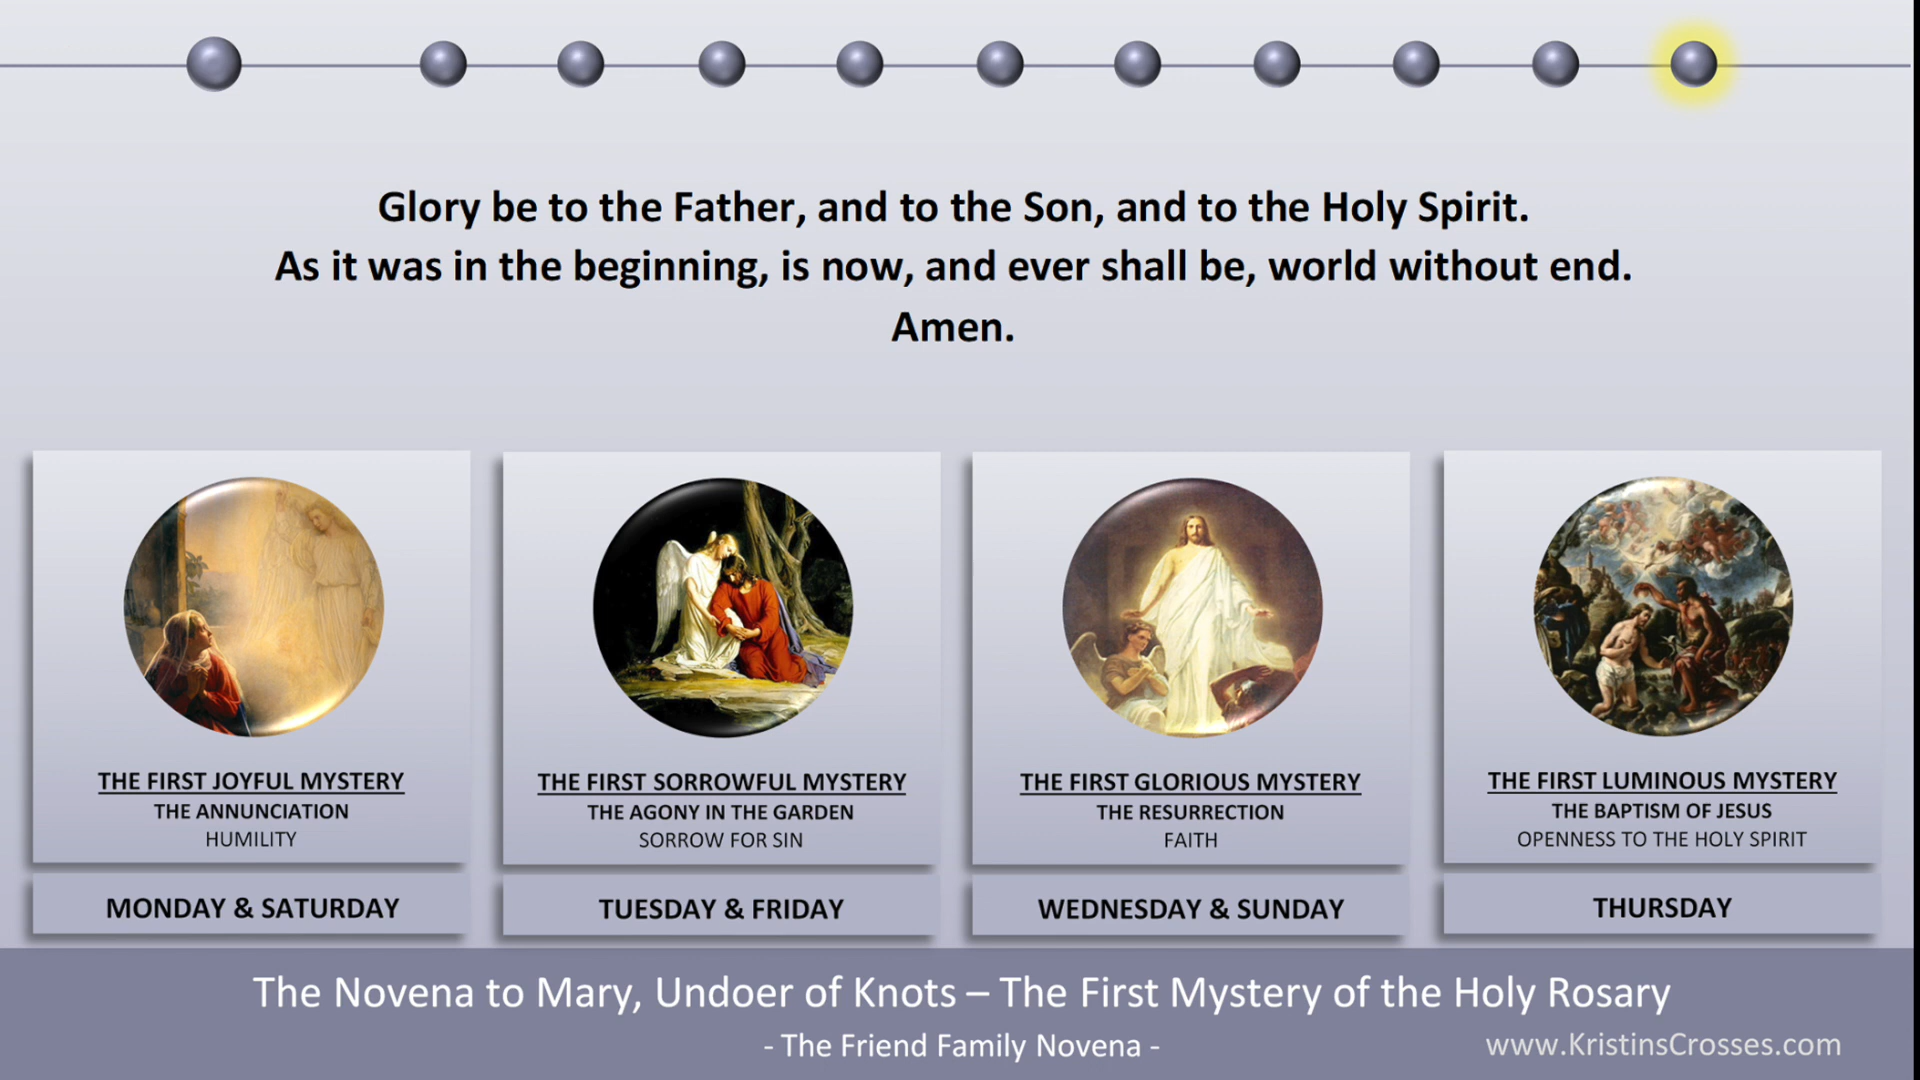 Glory be to the Father, and to the Son, and to the Holy Spirit.
As it was in the beginning, is now, and ever shall be, world without end.
Amen.
THE FIRST JOYFUL MYSTERY
THE ANNUNCIATION
HUMILITY
MONDAY & SATURDAY
THE FIRST SORROWFUL MYSTERY
THE AGONY IN THE GARDEN
SORROW FOR SIN
TUESDAY & FRIDAY
THE FIRST GLORIOUS MYSTERY
THE RESURRECTION
FAITH
WEDNESDAY & SUNDAY
THE FIRST LUMINOUS MYSTERY
THE BAPTISM OF JESUS
OPENNESS TO THE HOLY SPIRIT
THURSDAY
The Novena to Mary, Undoer of Knots – The First Mystery of the Holy Rosary
- The Friend Family Novena -
www.KristinsCrosses.com